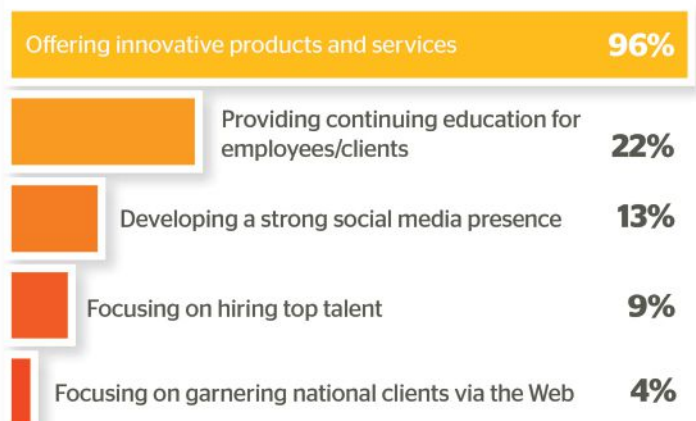 Offering innovative products and services 96%
Providing continuing education for
employees/clients 22%
Developing a strong social media presence 13%
Focusing on hiring top talent 9%
Focusing on garnering national clients via the Web 4%